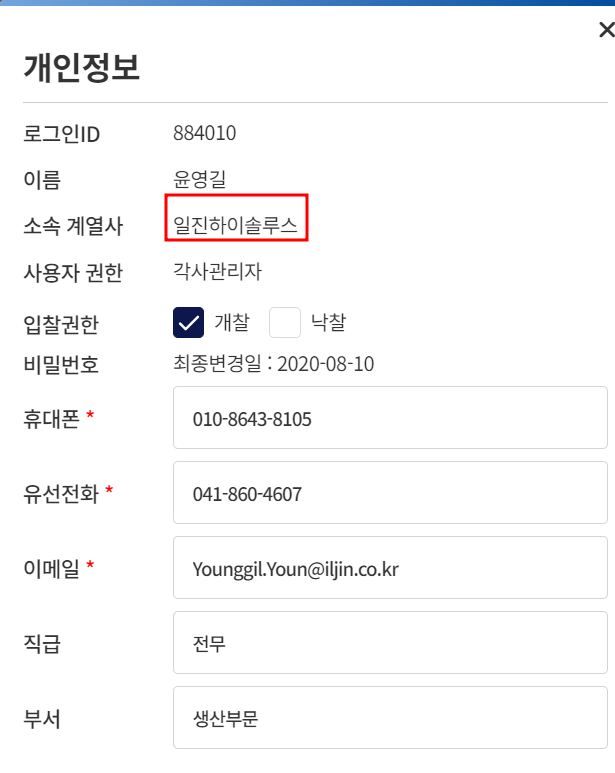 개인정보
로그인ID 884010
이름 윤영길
소속 계열사 일진하이솔루스
사용자 권한 각사관리자
입찰권한 개찰 낙찰
비밀번호 최종변경일 : 2020-08-10
휴대폰 * 010-8643-8105
유선전화 * 041-860-4607
이메일 * Younggil.Youn@iljin.co.kr
직급 전무
부서 생산부문